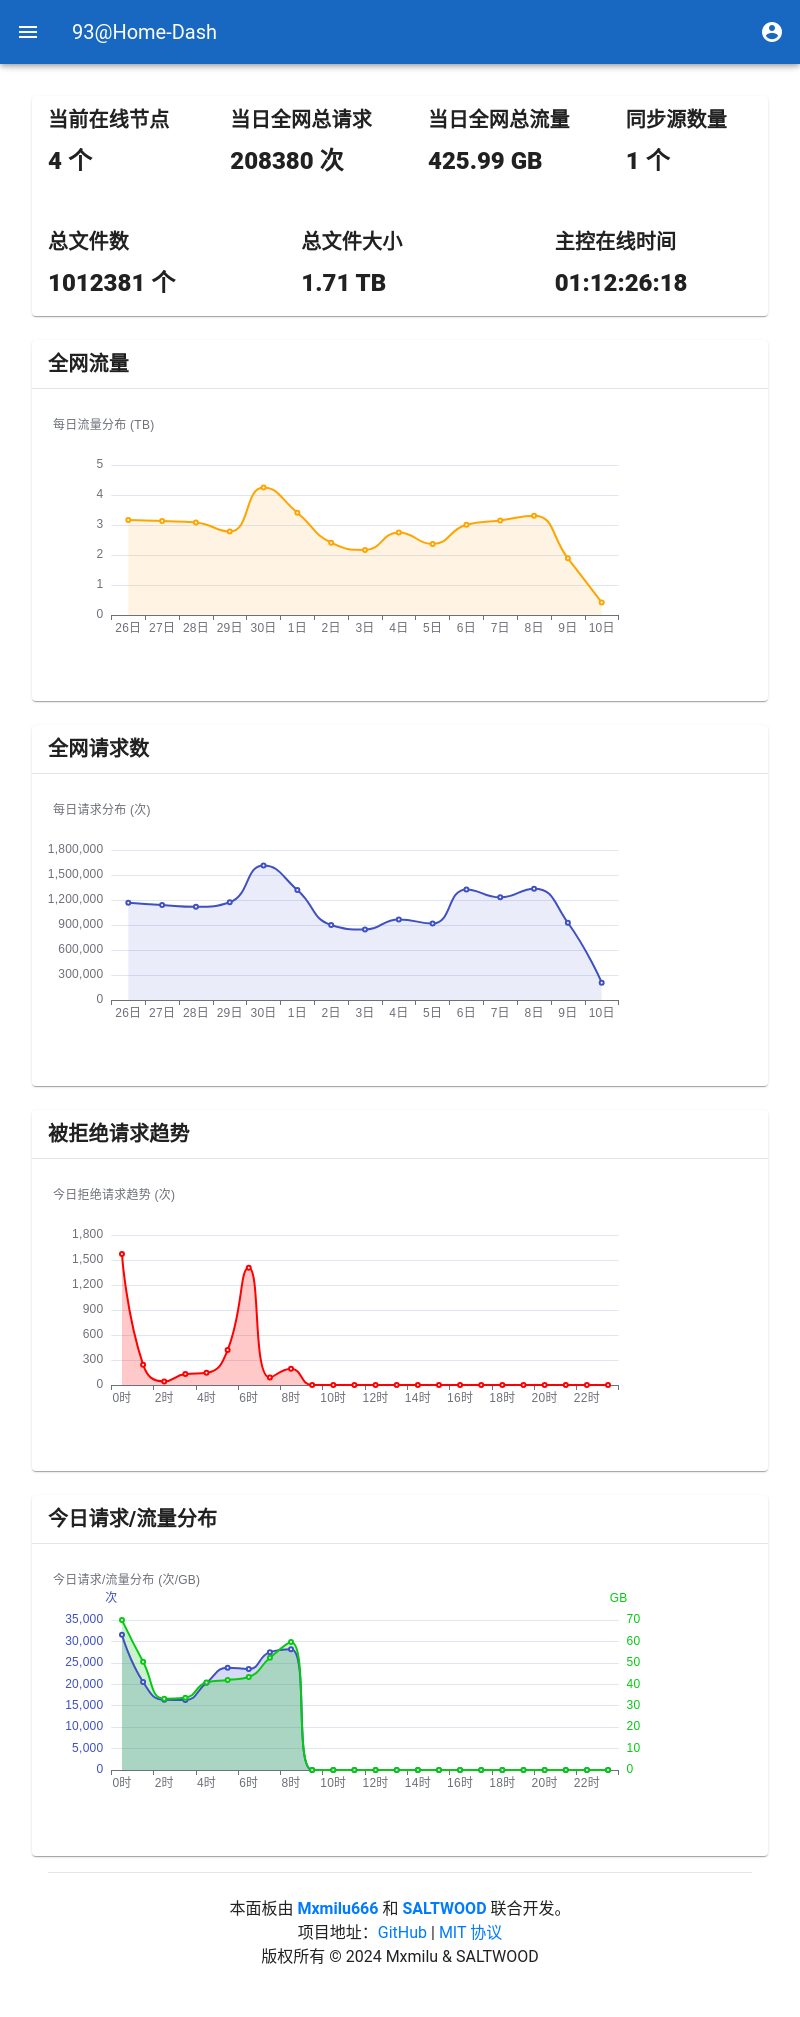 93@Home-Dash
当前在线节点 当日全网总请求 当日全网总流量 同步源数量
4 个 208380 次 425.99 GB 1 个
总文件数 总文件大小 主控在线时间
1012381 个 1.71 TB 01:12:26:18
全网流量
每日流量分布 (TB)
5
4
3
2
1
0
26日 27日 28日 29日 30日 1日 2日 3日 4日 5日 6日 7日 8日 9日 10日
全网请求数
每日请求分布 (次)
1,800,000
1,500,000
1,200,000
900,000
600,000
300,000
0
26日 27日 28日 29日 30日 1日 2日 3日 4日 5日 6日 7日 8日 9日 10日
被拒绝请求趋势
今日拒绝请求趋势 (次)
1,800
1,500
1,200
900
600
300
0
0时 2时 4时 6时 8时 10时 12时 14时 16时 18时 20时 22时
今日请求/流量分布
今日请求/流量分布 (次/GB)
次 GB
35,000 70
30,000 60
25,000 50
20,000 40
15,000 30
10,000 20
5,000 10
0 0
0时 2时 4时 6时 8时 10时 12时 14时 16时 18时 20时 22时
本面板由 Mxmilu666 和 SALTWOOD 联合开发。
项目地址：GitHub | MIT 协议
版权所有 © 2024 Mxmilu & SALTWOOD